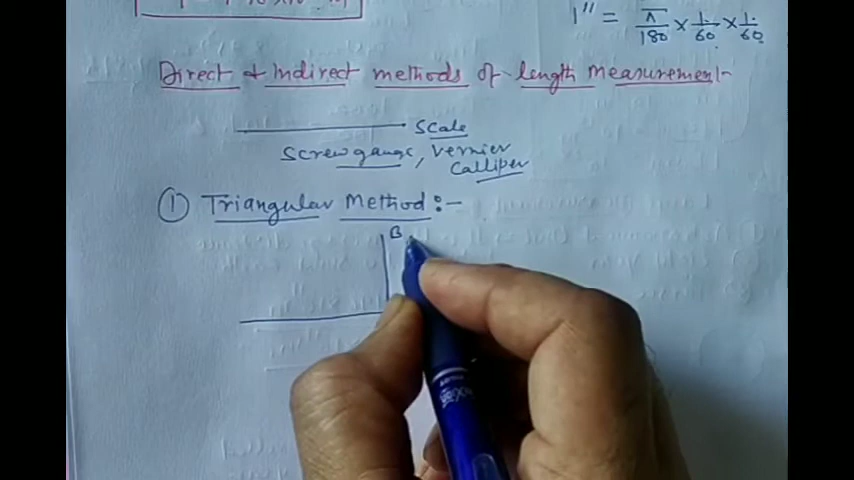 1" = π/180 × 1/60 × 1/60
Direct & Indirect methods of length measurement
Scale
Screw gauge, Vernier
Calliper
① Triangular Method :-
B